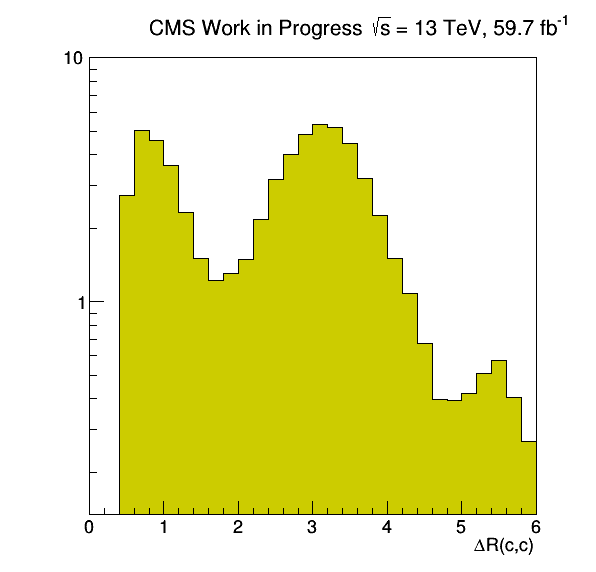 CMS Work in Progress √s = 13 TeV, 59.7 fb⁻¹
10
1
0 1 2 3 4 5 6
ΔR(c,c)